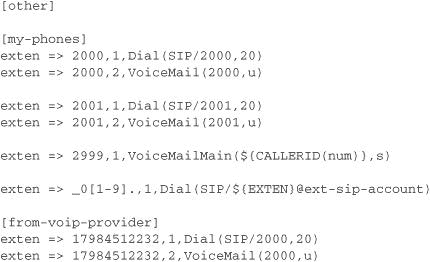 [other]

[my-phones]
exten => 2000,1,Dial(SIP/2000,20)
exten => 2000,2,VoiceMail(2000,u)

exten => 2001,1,Dial(SIP/2001,20)
exten => 2001,2,VoiceMail(2001,u)

exten => 2999,1,VoiceMailMain(${CALLERID(num)},s)

exten => _0[1-9].,1,Dial(SIP/${EXTEN}@ext-sip-account)

[from-voip-provider]
exten => 17984512232,1,Dial(SIP/2000,20)
exten => 17984512232,2,VoiceMail(2000,u)